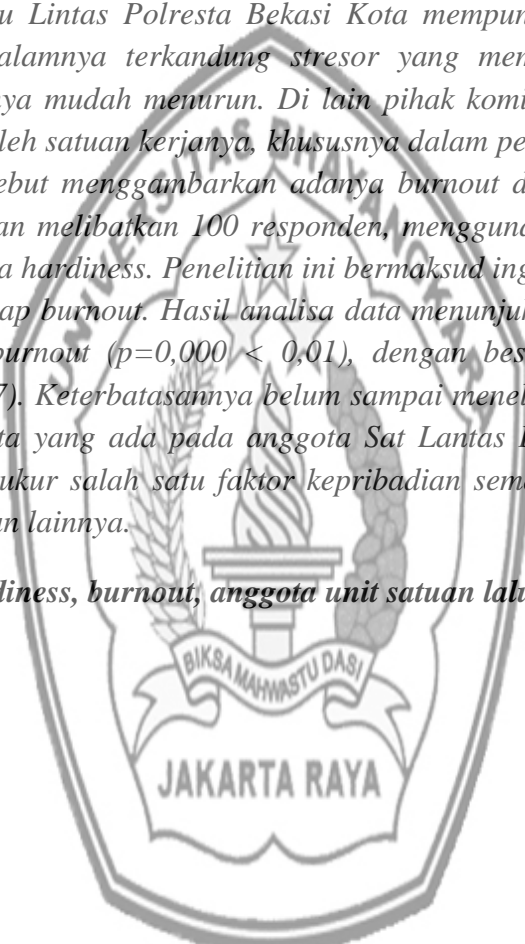 u Lintas Polresta Bekasi Kota mempun
alamnya terkandung stresor yang men
ya mudah menurun. Di lain pihak komi
leh satuan kerjanya, khususnya dalam pe
ebut menggambarkan adanya burnout d
an melibatkan 100 responden, mengguna
a hardiness. Penelitian ini bermaksud ing
ap burnout. Hasil analisa data menunjuk
burnout (p=0,000 < 0,01), dengan bes
7). Keterbatasannya belum sampai menel
ta yang ada pada anggota Sat Lantas
ukur salah satu faktor kepribadian sem
an lainnya.
diness, burnout, anggota unit satuan lalu
UNIVERSITAS BHAYANGKARA
BIKSA MAHWASTU DASI
JAKARTA RAYA